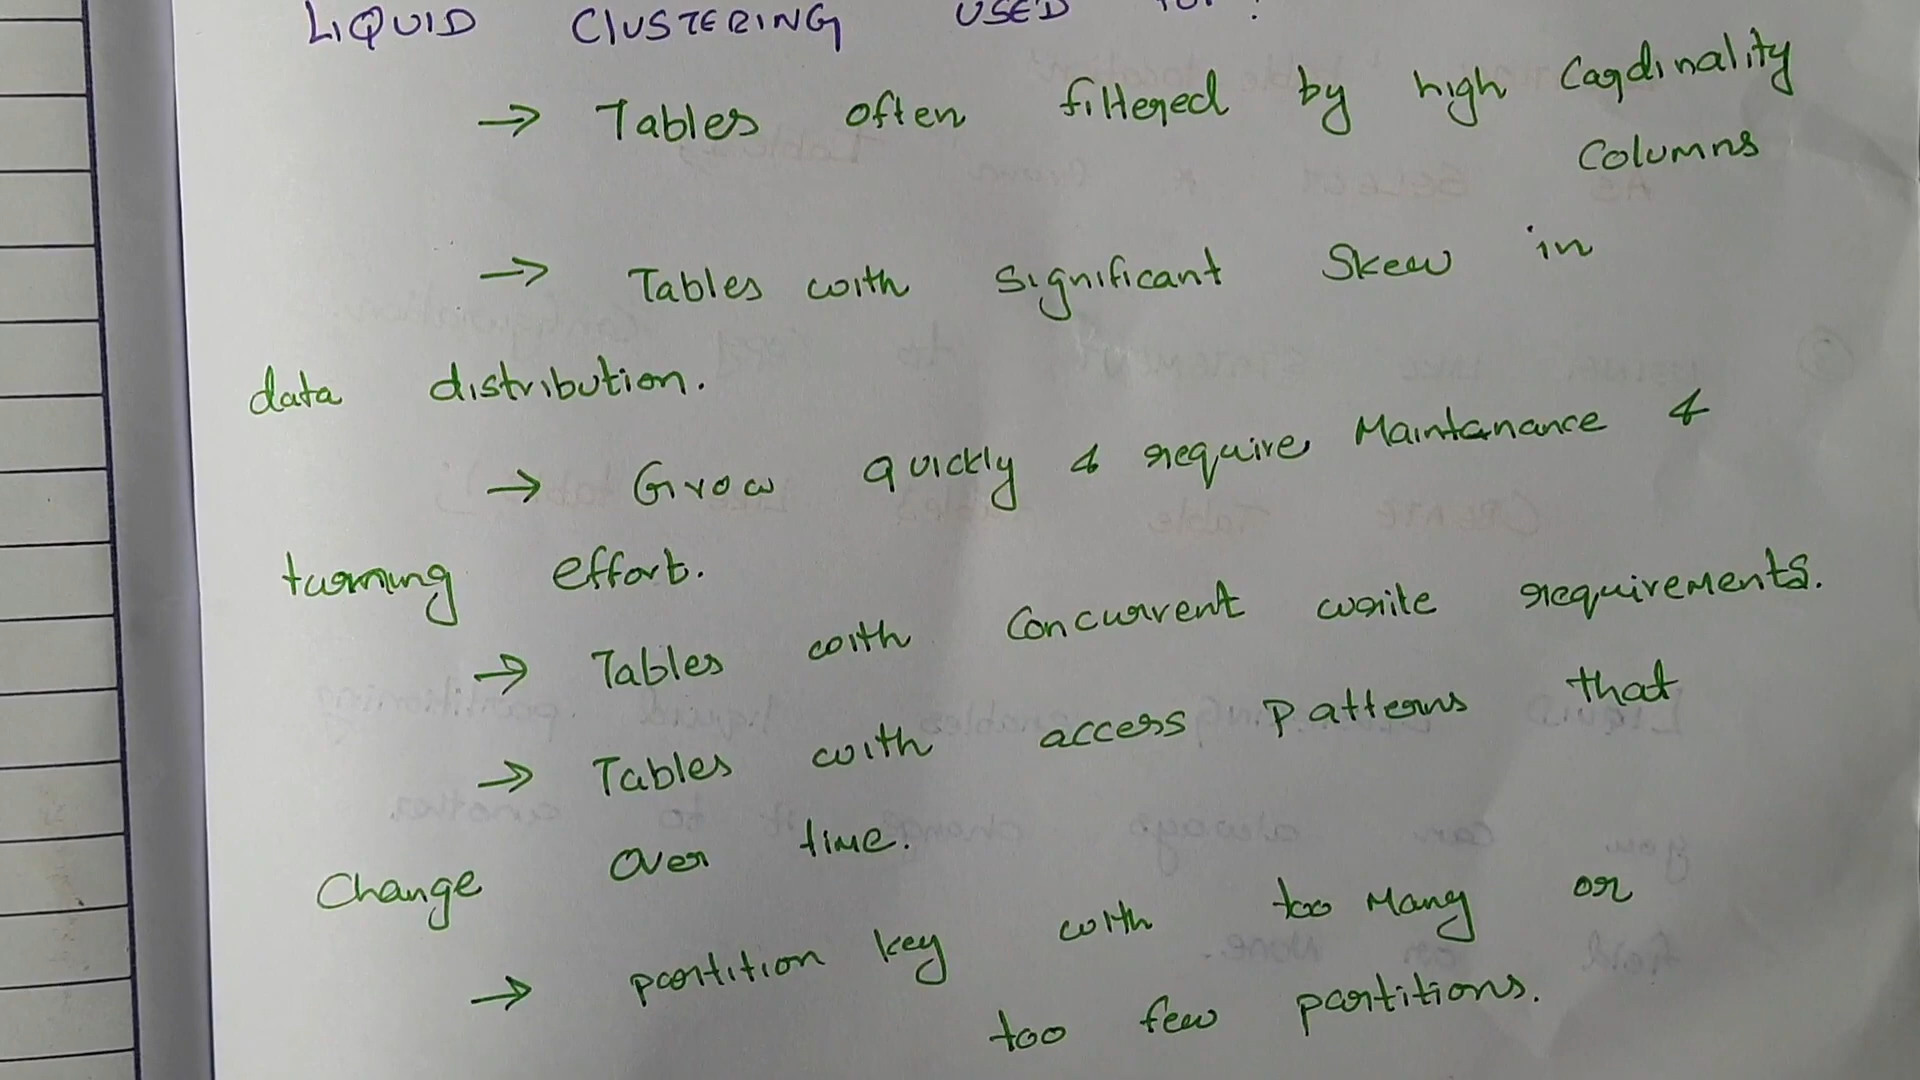 LIQUID CLUSTERING USED for:
→ Tables often filtered by high Cardinality
Columns
→ Tables with significant Skew in
data distribution.
→ Grow quickly & require Maintanance &
turning effort.
→ Tables with Concurrent write requirements.
→ Tables with access Patterns that
Change Over time.
→ partition key with too Many or
too few partitions.